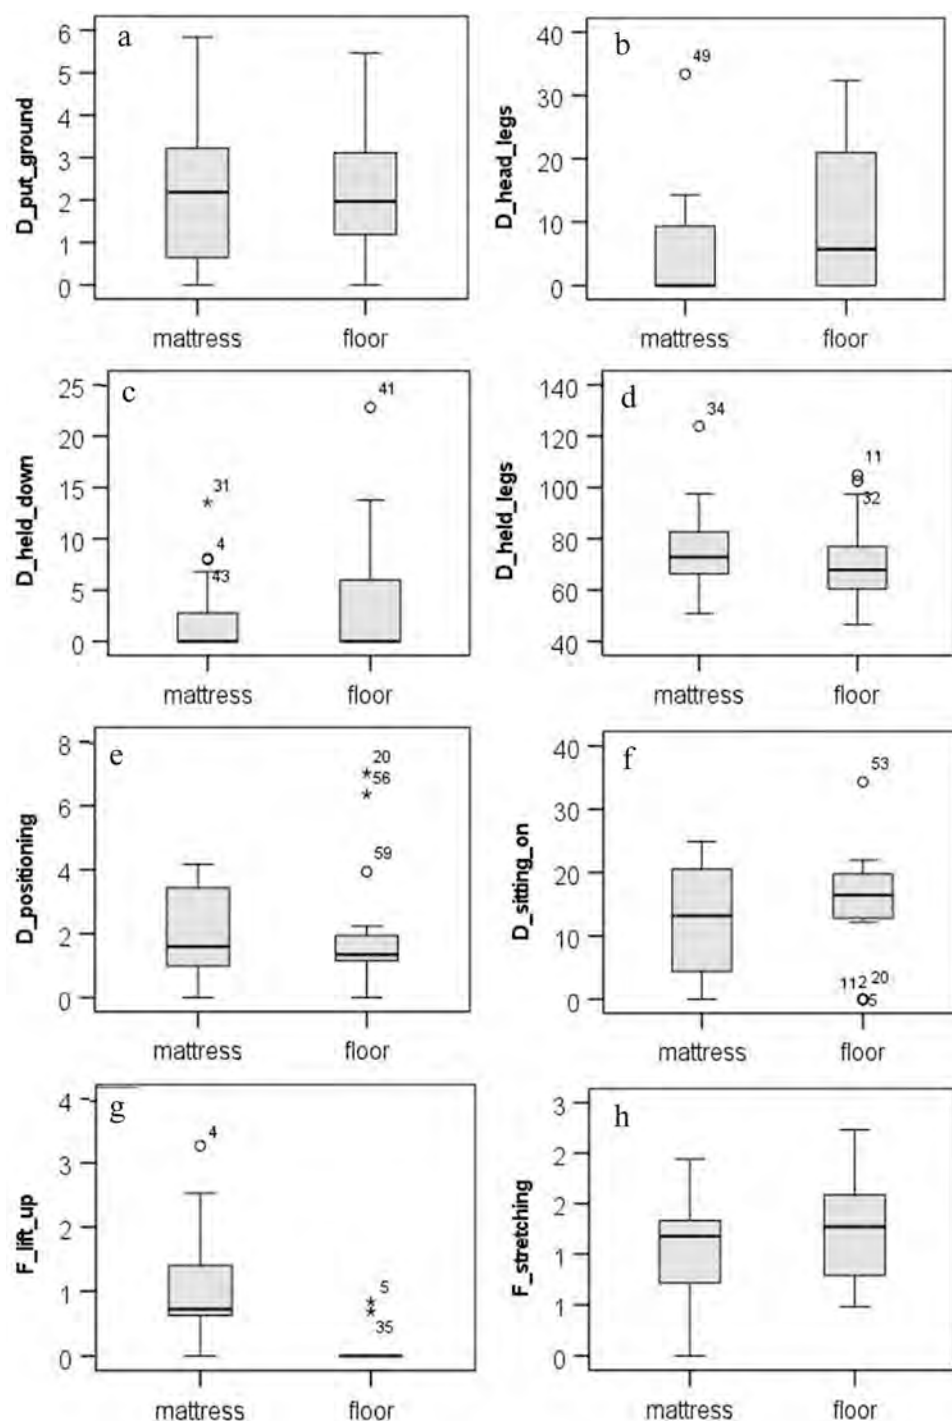 a
6
5
4
3
2
1
0
D_put_ground
mattress floor
b
40
30
20
10
0
D_head_legs
49
mattress floor
c
25
20
15
10
5
0
D_held_down
31
4
43
41
mattress floor
d
140
120
100
80
60
40
D_held_legs
34
11
32
mattress floor
e
8
6
4
2
0
D_positioning
20
56
59
mattress floor
f
40
30
20
10
0
D_sitting_on
53
112 20
5
mattress floor
g
4
3
2
1
0
F_lift_up
4
5
35
mattress floor
h
3
2
2
1
1
0
F_stretching
mattress floor